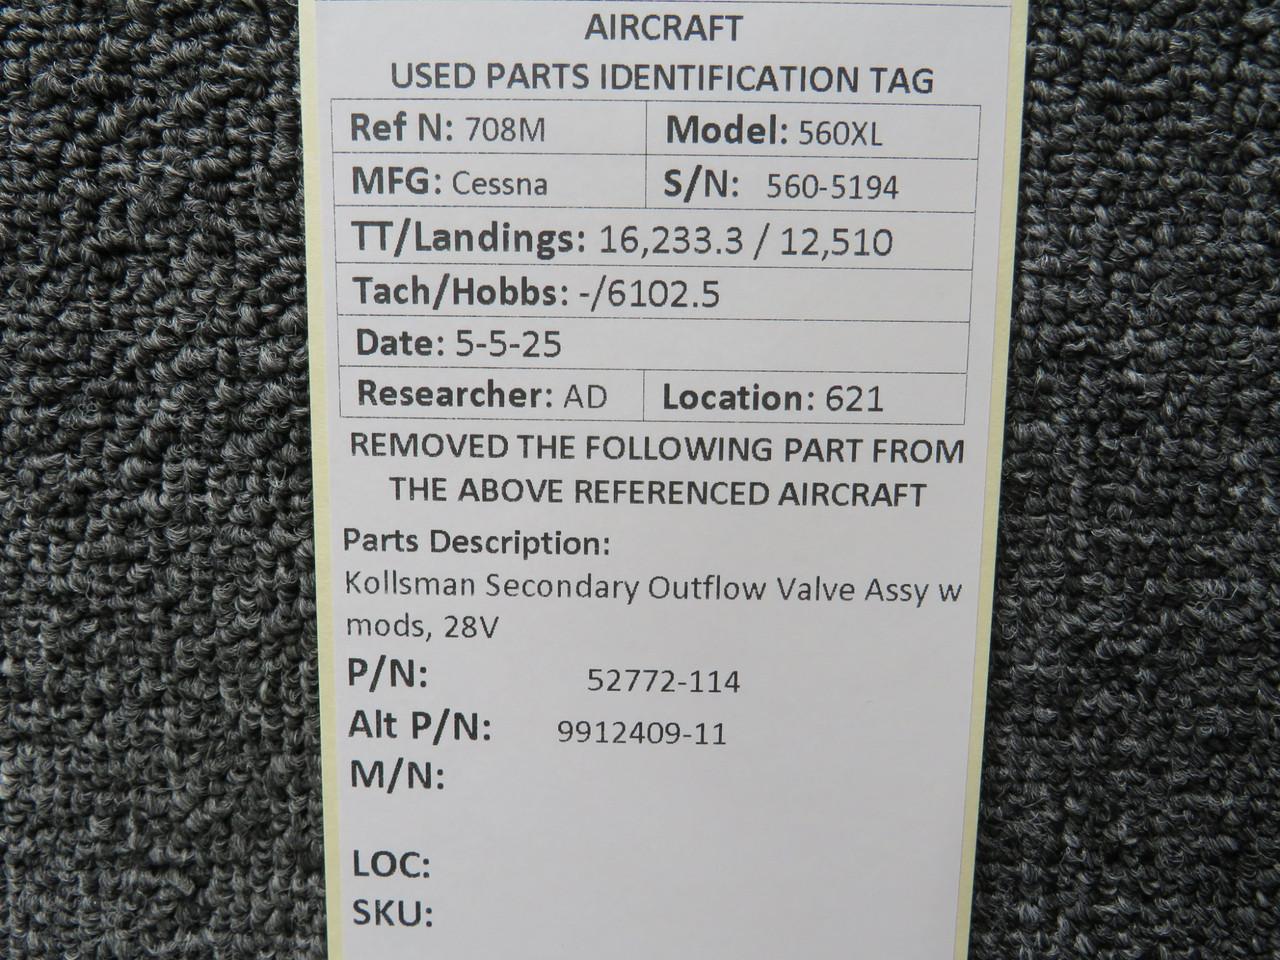 AIRCRAFT
USED PARTS IDENTIFICATION TAG
Ref N: 708M Model: 560XL
MFG: Cessna S/N: 560-5194
TT/Landings: 16,233.3 / 12,510
Tach/Hobbs: -/6102.5
Date: 5-5-25
Researcher: AD Location: 621
REMOVED THE FOLLOWING PART FROM
THE ABOVE REFERENCED AIRCRAFT
Parts Description:
Kollsman Secondary Outflow Valve Assy w
mods, 28V
P/N: 52772-114
Alt P/N: 9912409-11
M/N:
LOC:
SKU: